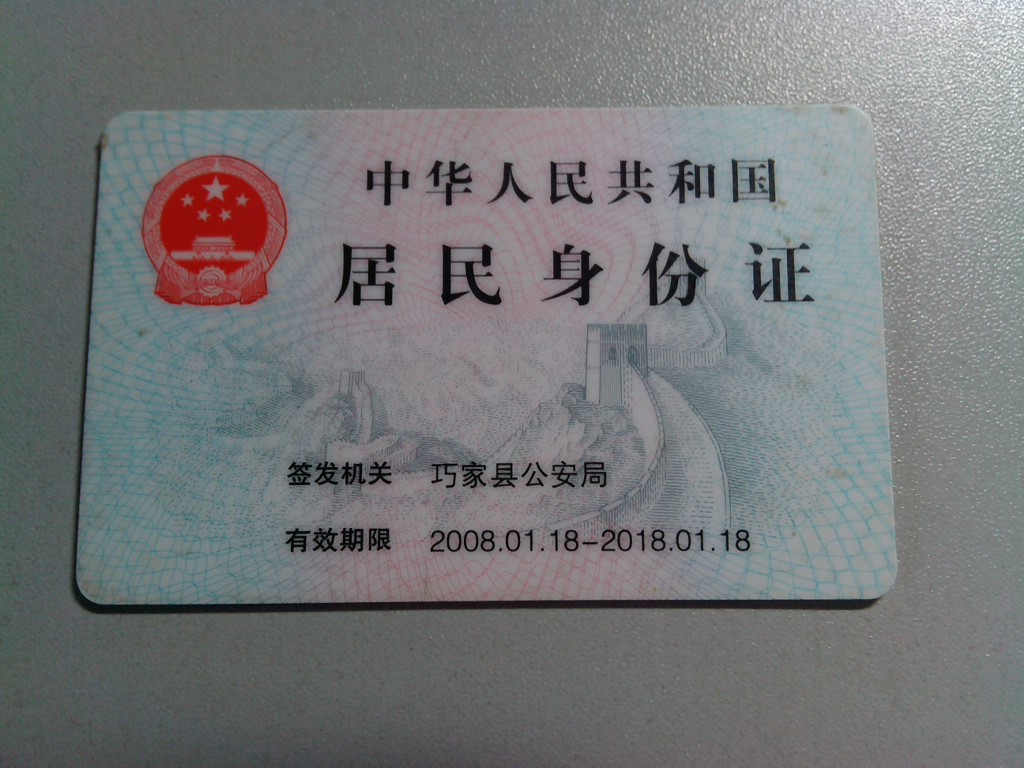 中华人民共和国
居民身份证
签发机关 巧家县公安局
有效期限 2008.01.18-2018.01.18